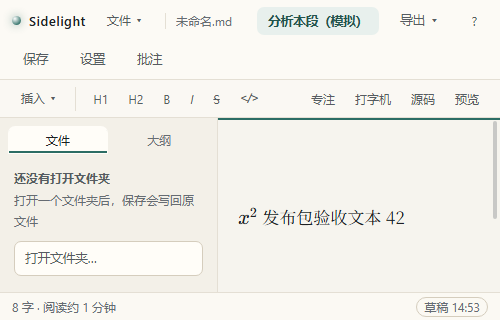 Sidelight 文件 未命名.md 分析本段（模拟） 导出 ?
保存 设置 批注
插入 H1 H2 B I S </> 专注 打字机 源码 预览
文件 大纲
还没有打开文件夹
打开一个文件夹后，保存会写回原
文件
打开文件夹...
x² 发布包验收文本 42
8 字 · 阅读约 1 分钟 草稿 14:53